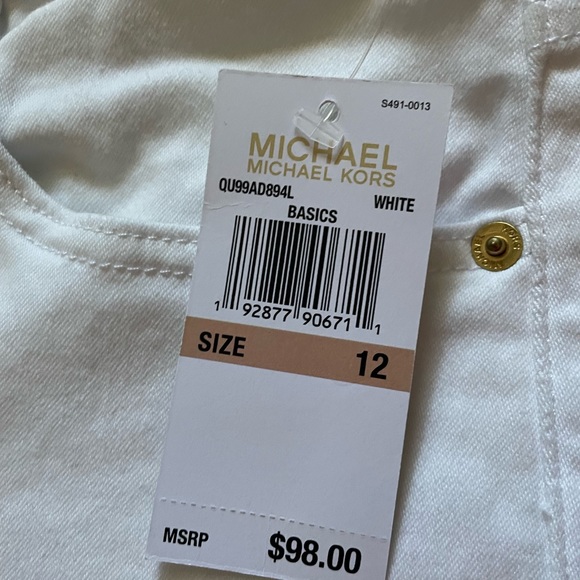 S491-0013
MICHAEL
MICHAEL KORS
QU99AD894L WHITE
BASICS
1 92877 90671 1
SIZE 12
MSRP $98.00